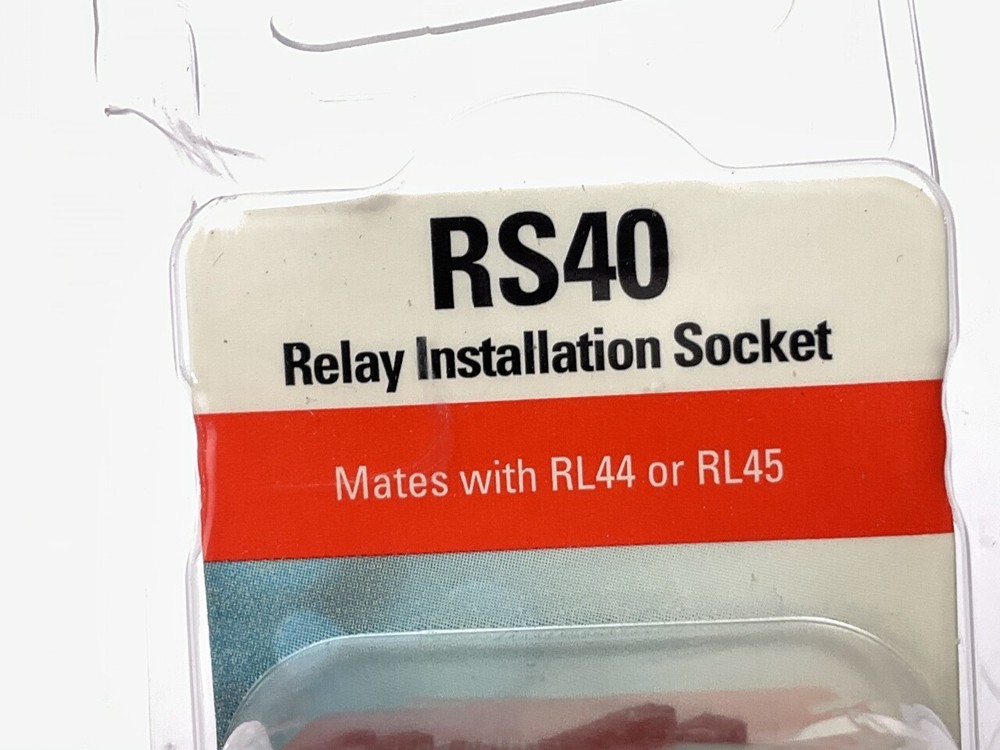 RS40
Relay Installation Socket
Mates with RL44 or RL45